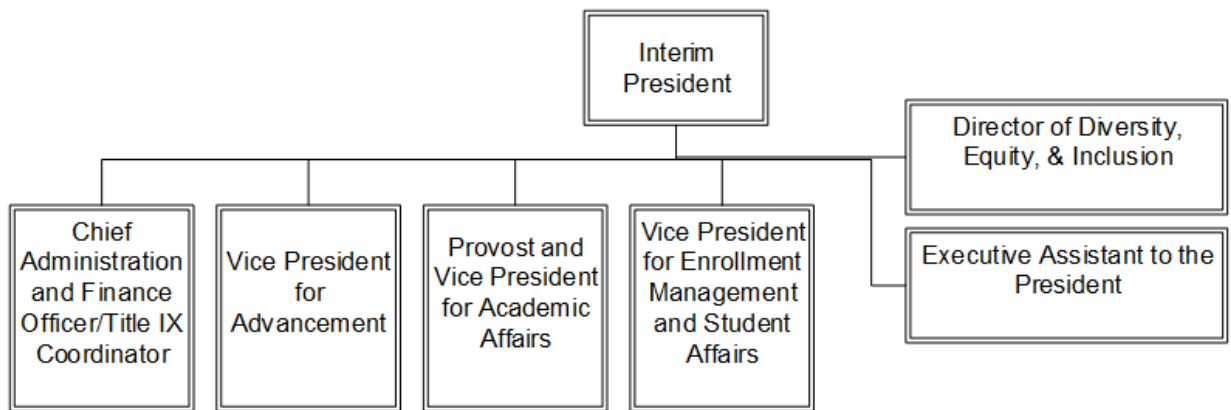 Interim
President
Director of Diversity,
Equity, & Inclusion
Executive Assistant to the
President
Chief
Administration
and Finance
Officer/Title IX
Coordinator
Vice President
for
Advancement
Provost and
Vice President
for Academic
Affairs
Vice President
for Enrollment
Management
and Student
Affairs